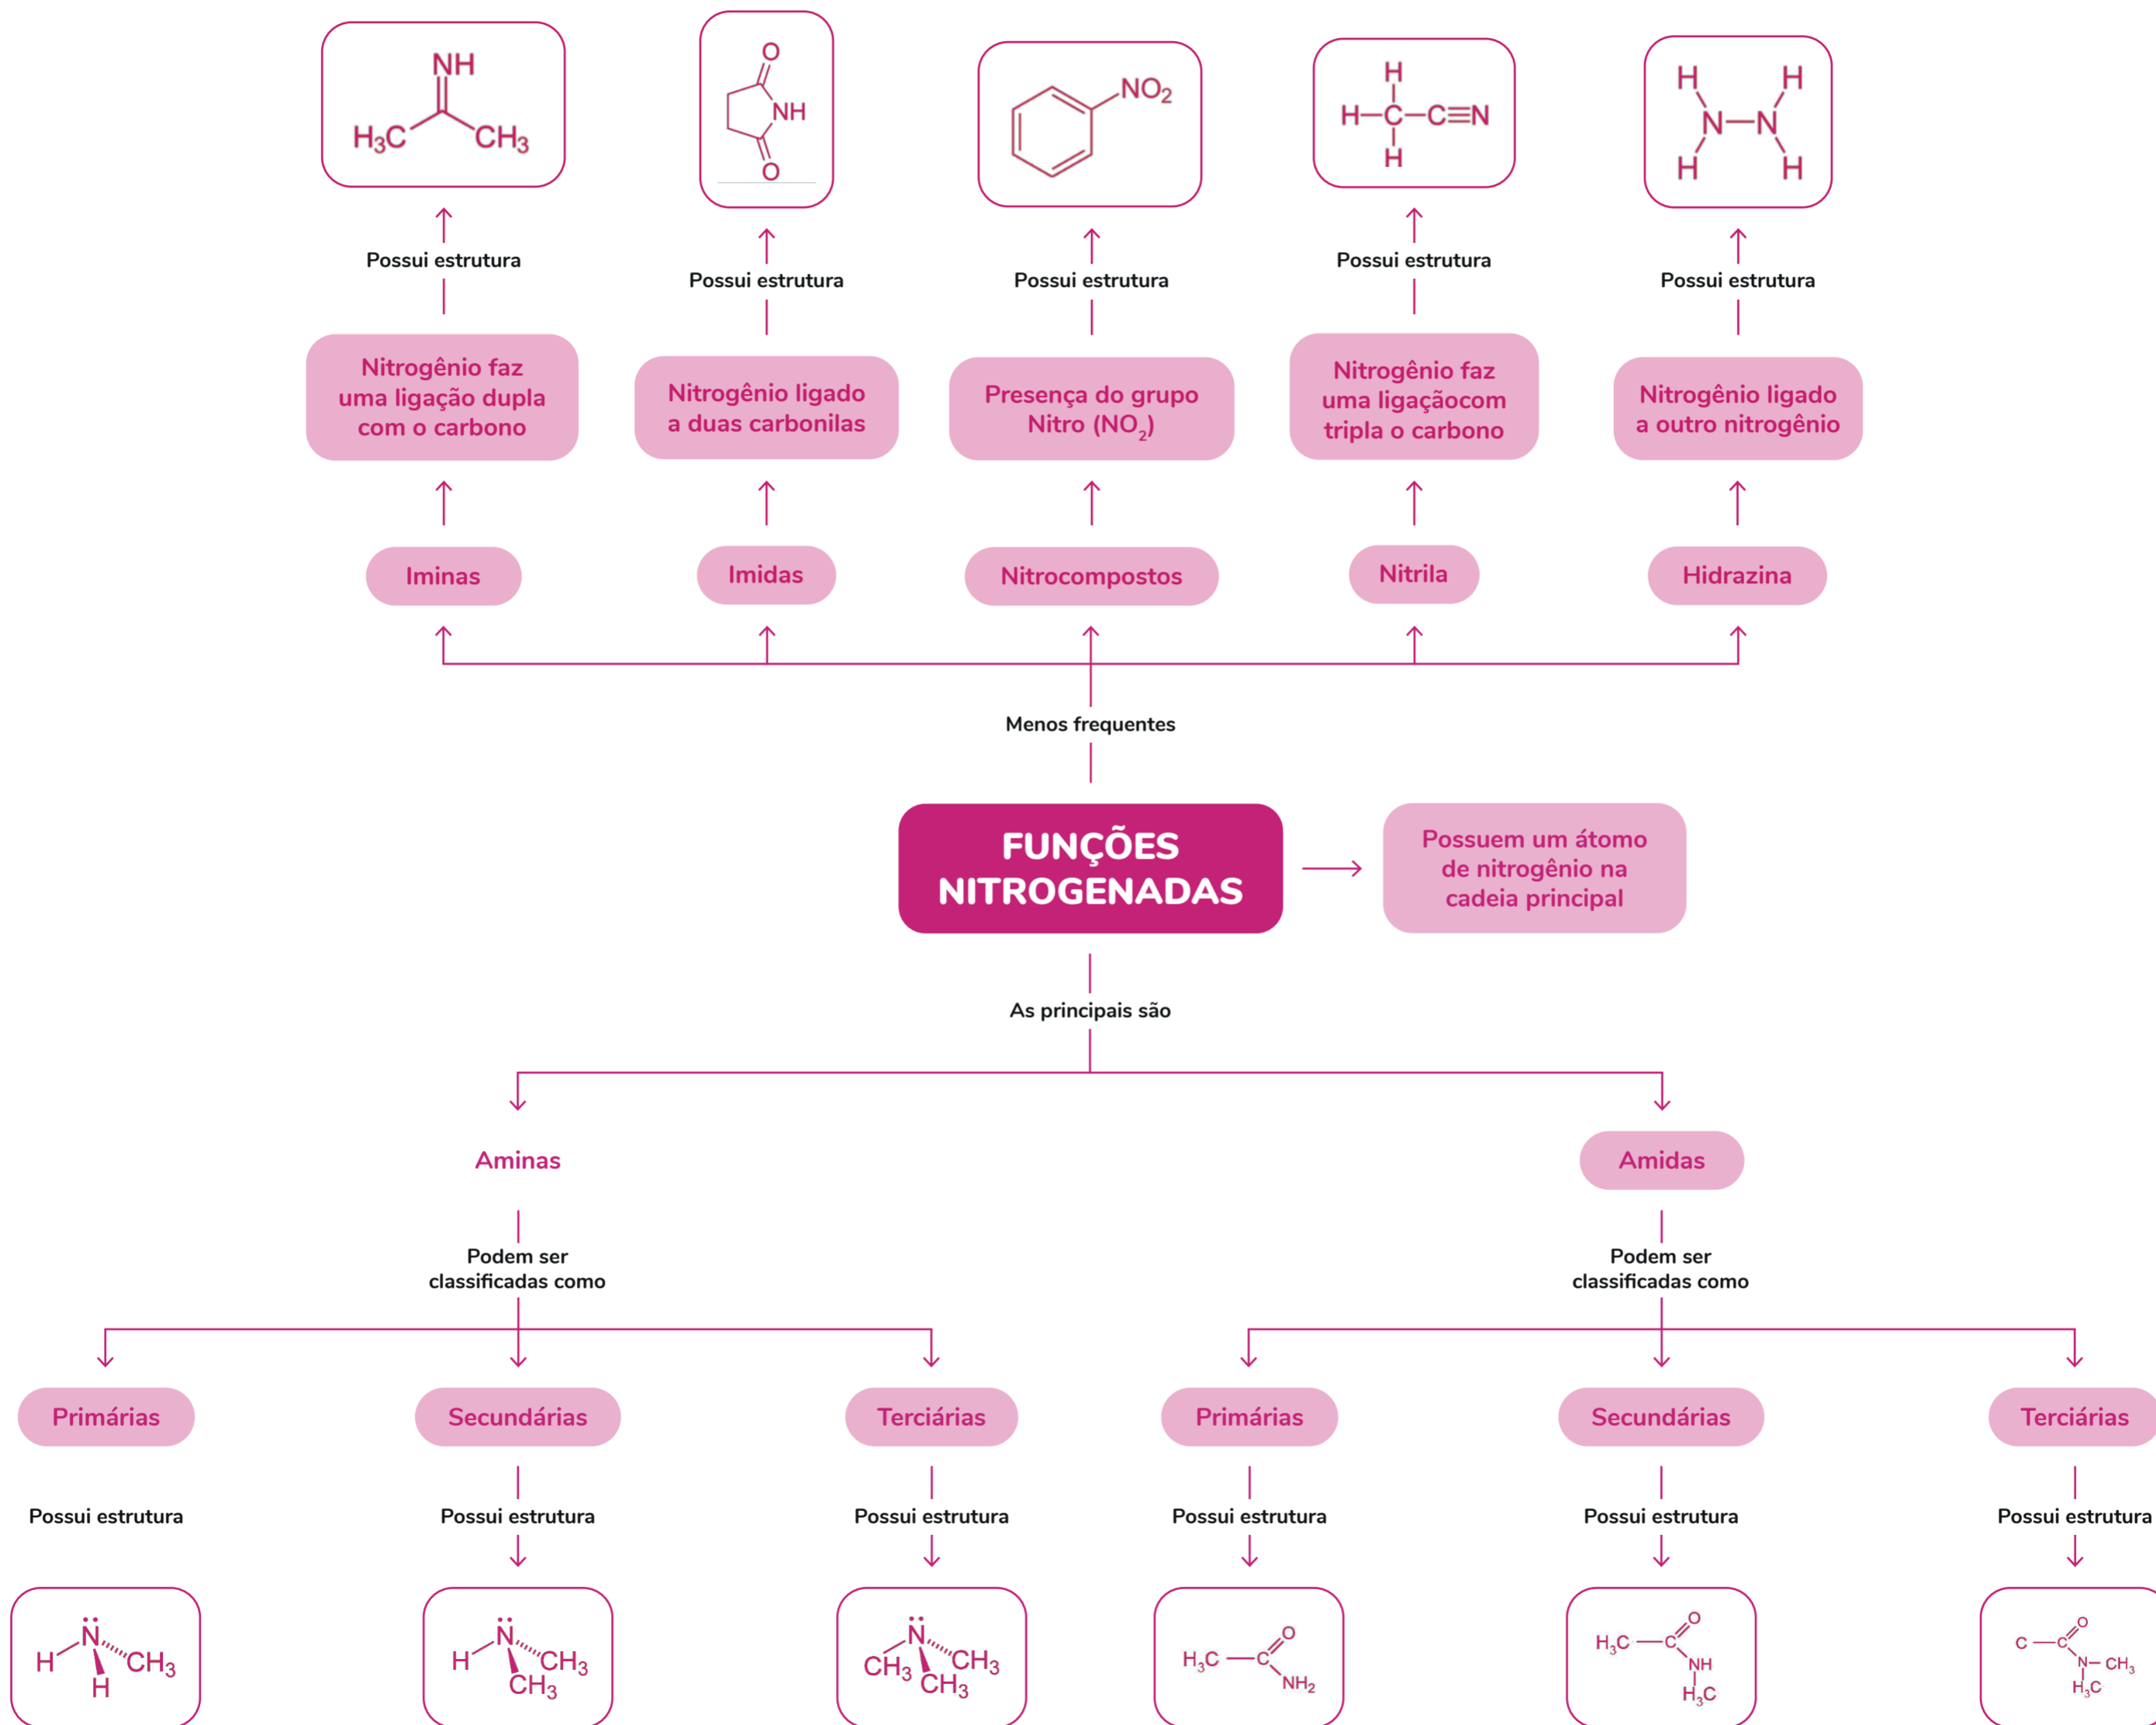 NH
H₃C CH₃
O
NH
O
NO₂
H
H—C—C≡N
H
H H
N—N
H H
Possui estrutura
Possui estrutura
Possui estrutura
Possui estrutura
Possui estrutura
Nitrogênio faz
uma ligação dupla
com o carbono
Nitrogênio ligado
a duas carbonilas
Presença do grupo
Nitro (NO₂)
Nitrogênio faz
uma ligaçãocom
tripla o carbono
Nitrogênio ligado
a outro nitrogênio
Iminas
Imidas
Nitrocompostos
Nitrila
Hidrazina
Menos frequentes
FUNÇÕES
NITROGENADAS
Possuem um átomo
de nitrogênio na
cadeia principal
As principais são
Aminas
Amidas
Podem ser
classificadas como
Podem ser
classificadas como
Primárias
Secundárias
Terciárias
Primárias
Secundárias
Terciárias
Possui estrutura
Possui estrutura
Possui estrutura
Possui estrutura
Possui estrutura
Possui estrutura
N
H CH₃
H
N
H CH₃
CH₃
N
CH₃ CH₃
CH₃
O
H₃C — C
NH₂
O
H₃C — C
NH
H₃C
O
C — C
N — CH₃
H₃C